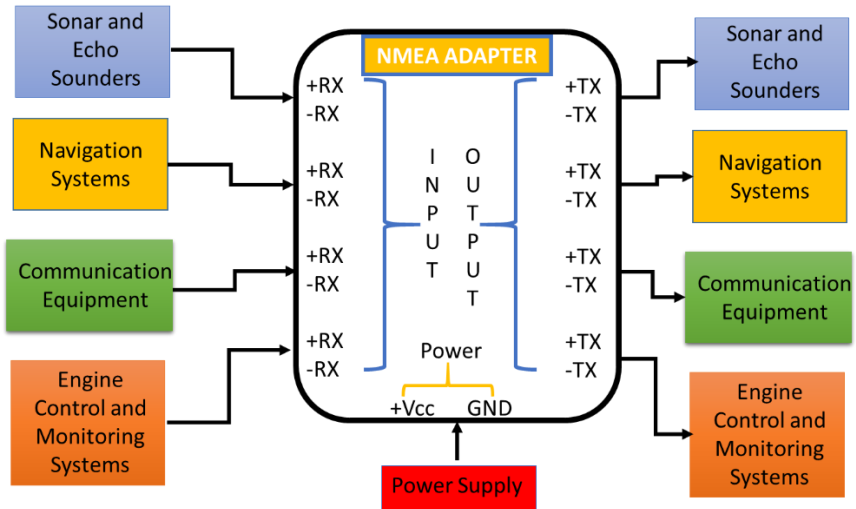 Sonar and
Echo
Sounders
Navigation
Systems
Communication
Equipment
Engine
Control and
Monitoring
Systems
NMEA ADAPTER
+RX
-RX
+RX
-RX
+RX
-RX
+RX
-RX
INPUT
OUTPUT
+TX
-TX
+TX
-TX
+TX
-TX
+TX
-TX
Power
+Vcc GND
Power Supply
Sonar and
Echo
Sounders
Navigation
Systems
Communication
Equipment
Engine
Control and
Monitoring
Systems